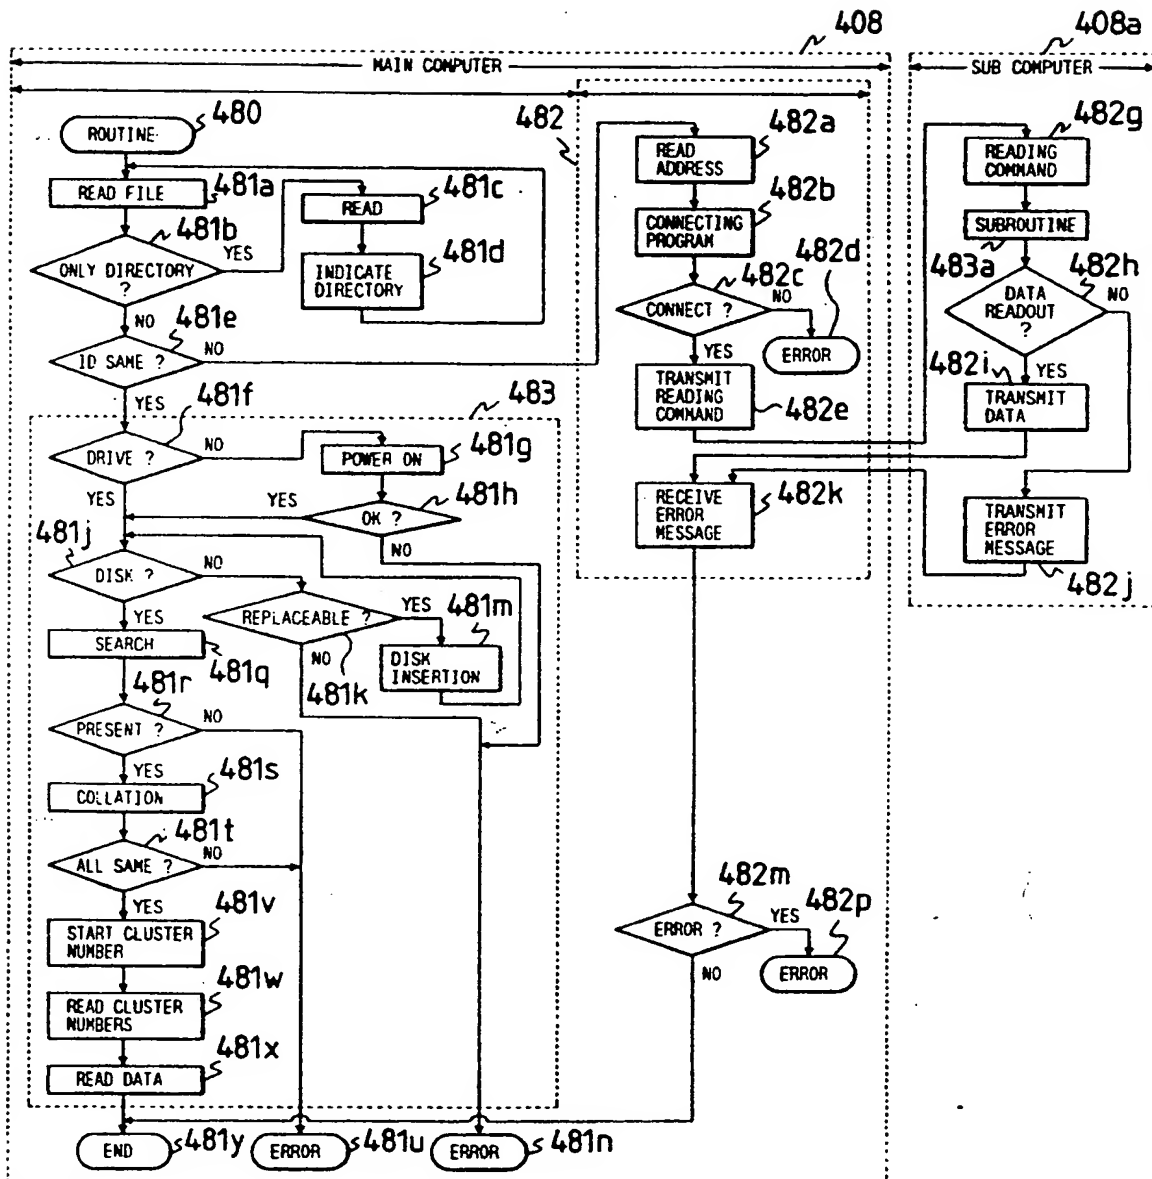 408
408a
MAIN COMPUTER
SUB COMPUTER
ROUTINE
480
READ FILE
481a
481b
ONLY DIRECTORY
?
YES
NO
READ
481c
INDICATE
DIRECTORY
481d
481e
ID SAME ?
NO
YES
482
READ
ADDRESS
482a
CONNECTING
PROGRAM
482b
482c
CONNECT ?
NO
YES
482d
ERROR
TRANSMIT
READING
COMMAND
482e
482g
READING
COMMAND
SUBROUTINE
483a
482h
DATA
READOUT
?
NO
YES
482i
TRANSMIT
DATA
TRANSMIT
ERROR
MESSAGE
482j
RECEIVE
ERROR
MESSAGE
482k
483
481f
DRIVE ?
NO
YES
POWER ON
481g
481h
OK ?
YES
NO
481j
DISK ?
NO
YES
REPLACEABLE ?
YES
NO
481k
481m
DISK
INSERTION
SEARCH
481q
481r
PRESENT ?
NO
YES
COLLATION
481s
481t
ALL SAME ?
NO
YES
START CLUSTER
NUMBER
481v
READ CLUSTER
NUMBERS
481w
READ DATA
481x
482m
ERROR ?
YES
NO
482p
ERROR
END
481y
ERROR
481u
ERROR
481n